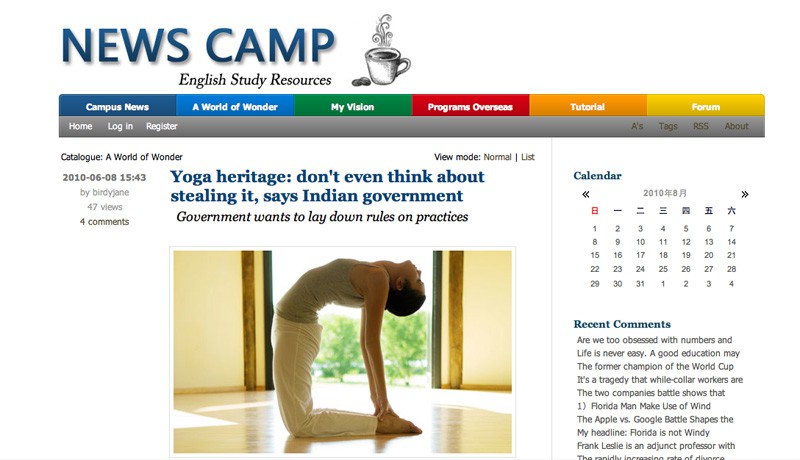 NEWS CAMP
English Study Resources
Campus News A World of Wonder My Vision Programs Overseas Tutorial Forum
Home Log in Register A's Tags RSS About
Catalogue: A World of Wonder View mode: Normal | List
2010-06-08 15:43
by birdyjane
47 views
4 comments
Yoga heritage: don't even think about
stealing it, says Indian government
Government wants to lay down rules on practices
Calendar
« 2010年8月 »
日 一 二 三 四 五 六
1 2 3 4 5 6 7
8 9 10 11 12 13 14
15 16 17 18 19 20 21
22 23 24 25 26 27 28
29 30 31 1 2 3 4
Recent Comments
Are we too obsessed with numbers and
Life is never easy. A good education may
The former champion of the World Cup
It's a tragedy that while-collar workers are
The two companies battle shows that
1）Florida Man Make Use of Wind
The Apple vs. Google Battle Shapes the
My headline: Florida is not Windy
Frank Leslie is an adjunct professor with
The rapidly increasing rate of divorce